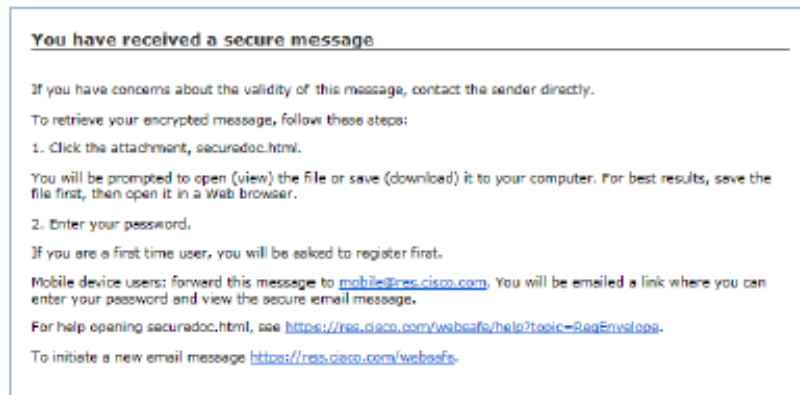 You have received a secure message
If you have concerns about the validity of this message, contact the sender directly.
To retrieve your encrypted message, follow these steps:
1. Click the attachment, securedoc.html.
You will be prompted to open (view) the file or save (download) it to your computer. For best results, save the
file first, then open it in a Web browser.
2. Enter your password.
If you are a first time user, you will be asked to register first.
Mobile device users: forward this message to mobile@res.cisco.com. You will be emailed a link where you can
enter your password and view the secure email message.
For help opening securedoc.html, see https://res.cisco.com/websafe/help?topic=RegEnvelope.
To initiate a new email message https://res.cisco.com/websafe.